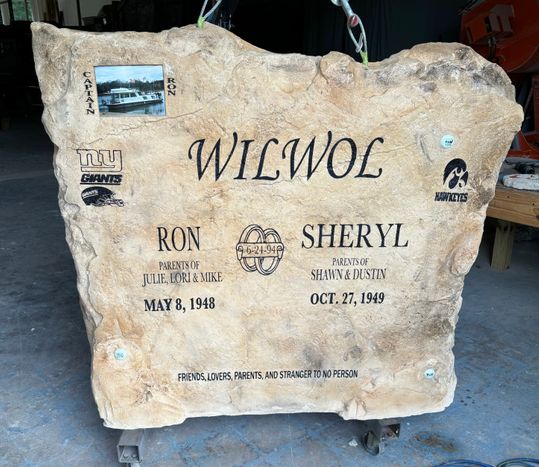 CAPTAIN
RON
WILWOL
ny
GIANTS
HAWKEYES
RON
6-24-94
SHERYL
PARENTS OF
JULIE, LORI & MIKE
PARENTS OF
SHAWN & DUSTIN
MAY 8, 1948
OCT. 27, 1949
FRIENDS, LOVERS, PARENTS, AND STRANGER TO NO PERSON